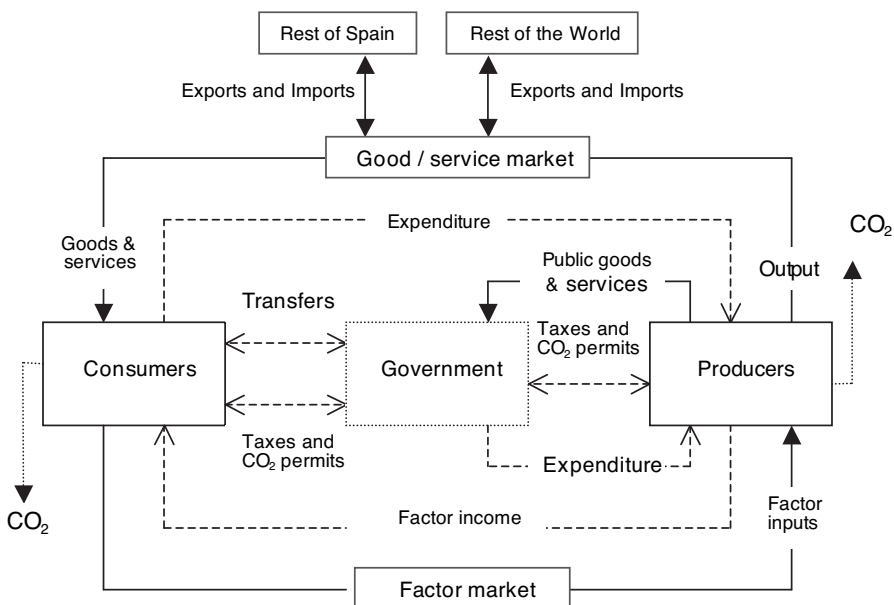 Rest of Spain
Rest of the World
Exports and Imports
Exports and Imports
Good / service market
Expenditure
CO₂
Goods &
services
Public goods
& services
Output
Transfers
Taxes and
CO₂ permits
Consumers
Government
Producers
Taxes and
CO₂ permits
Expenditure
CO₂
Factor income
Factor
inputs
Factor market